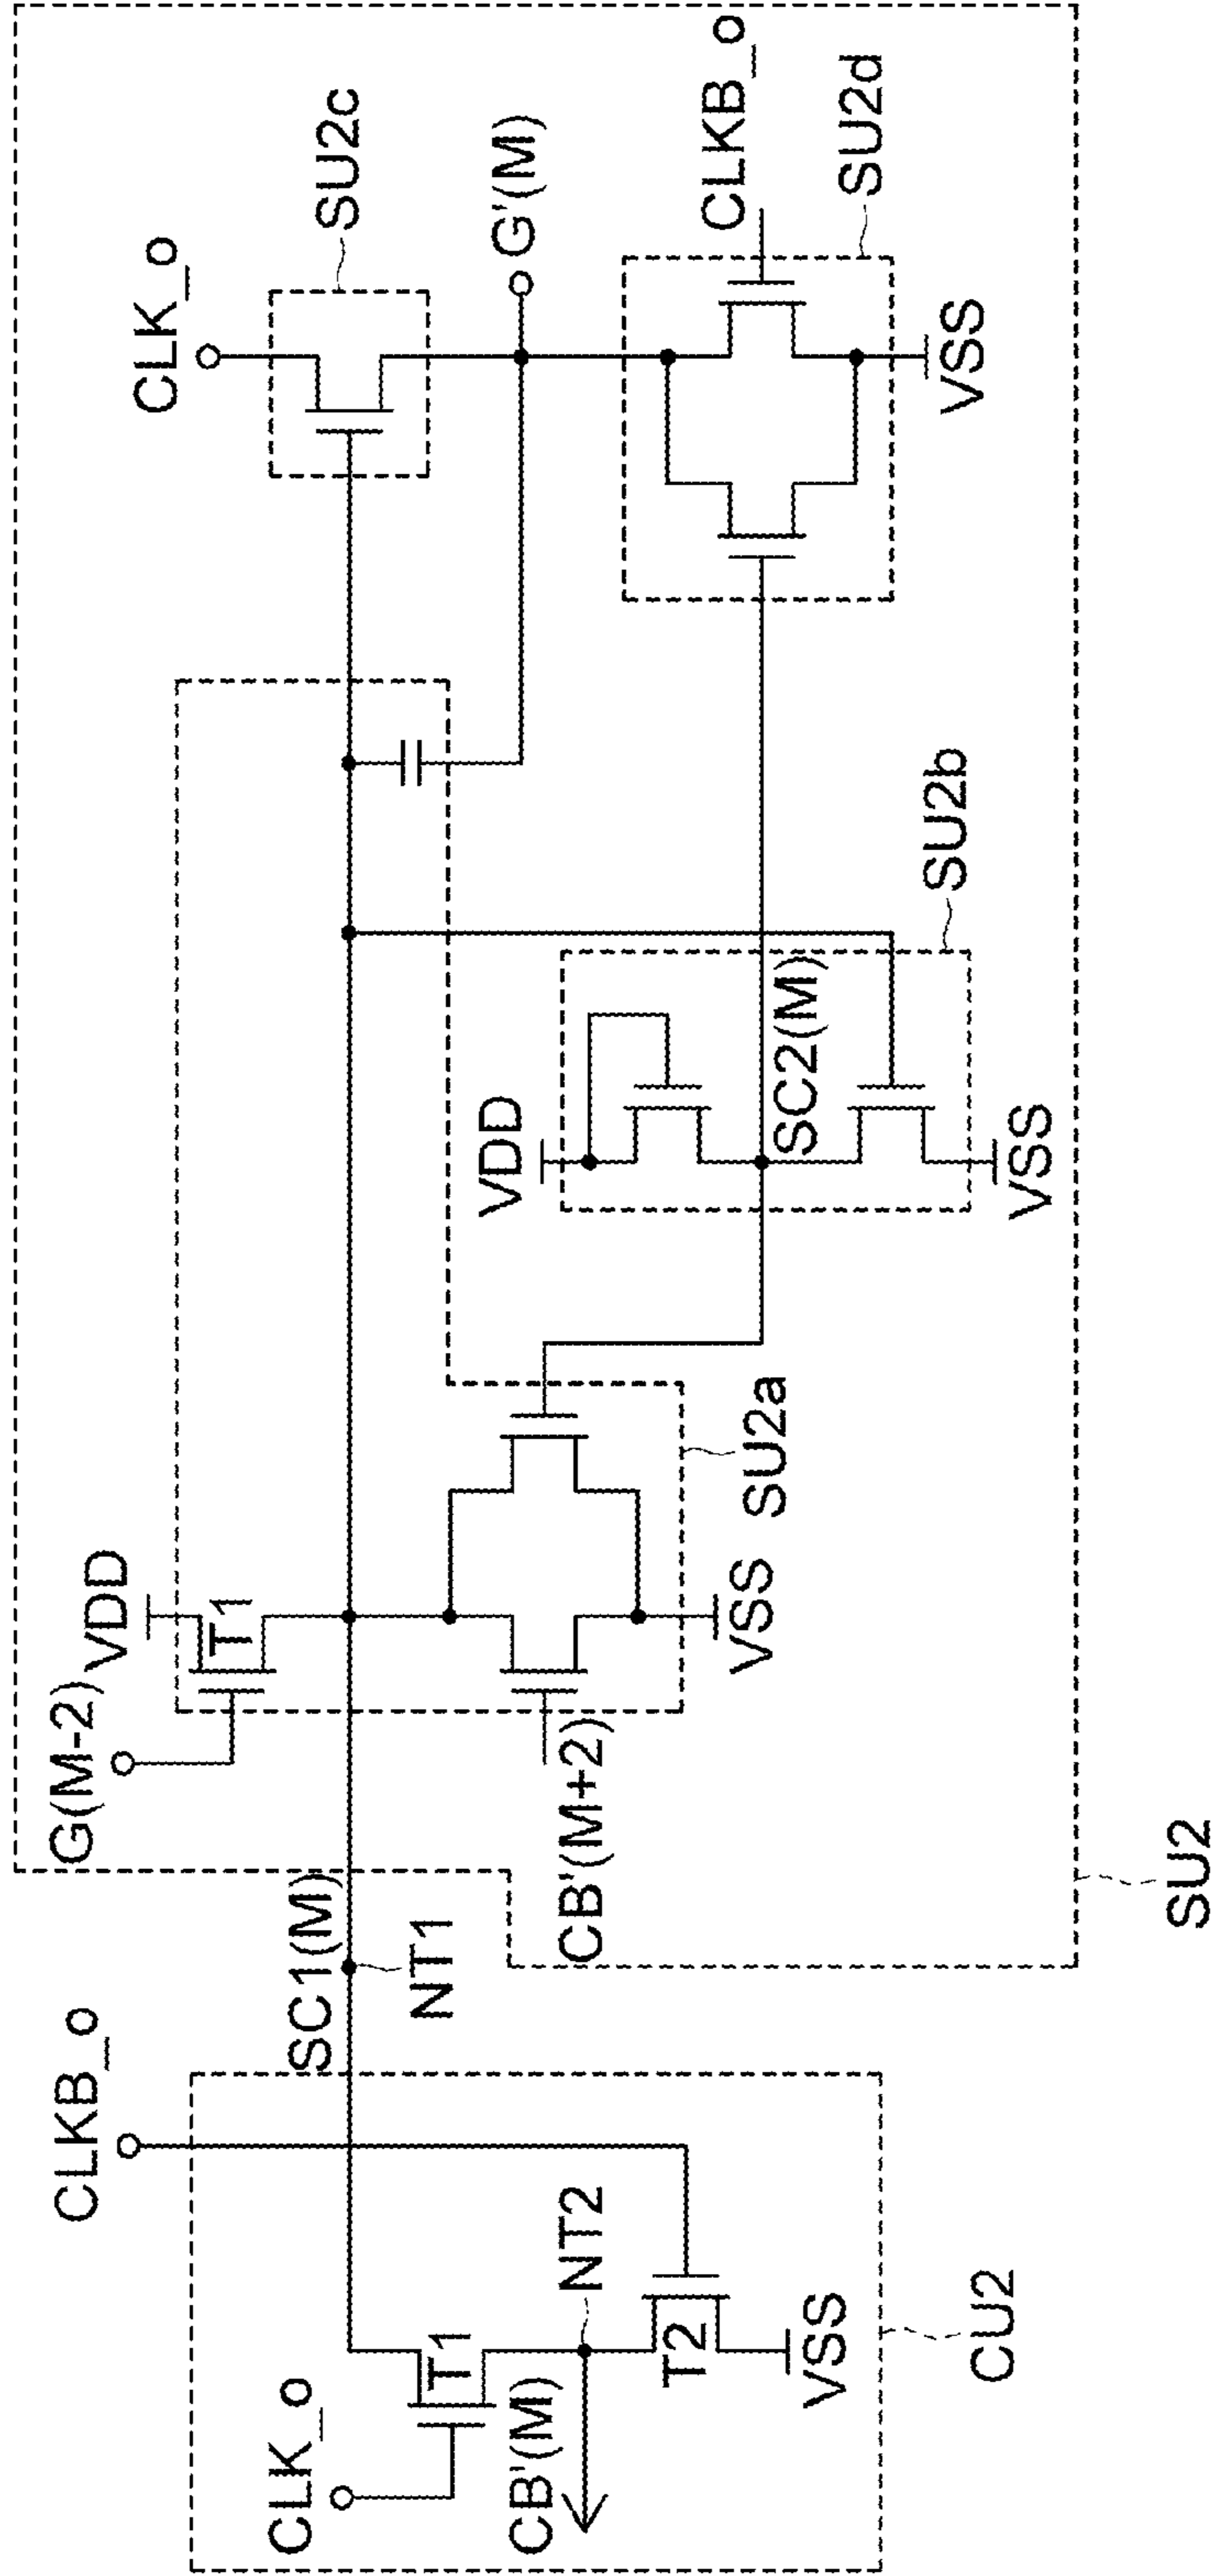 CLK_o
SU2c
G'(M)
CLKB_o
SU2d
VSS
SU2b
VDD
SC2(M)
VSS
G(M-2)
VDD
T1
SU2a
VSS
CB'(M+2)
SC1(M)
NT1
SU2
CLKB_o
CLK_o
T1
NT2
CB'(M)
T2
VSS
CU2